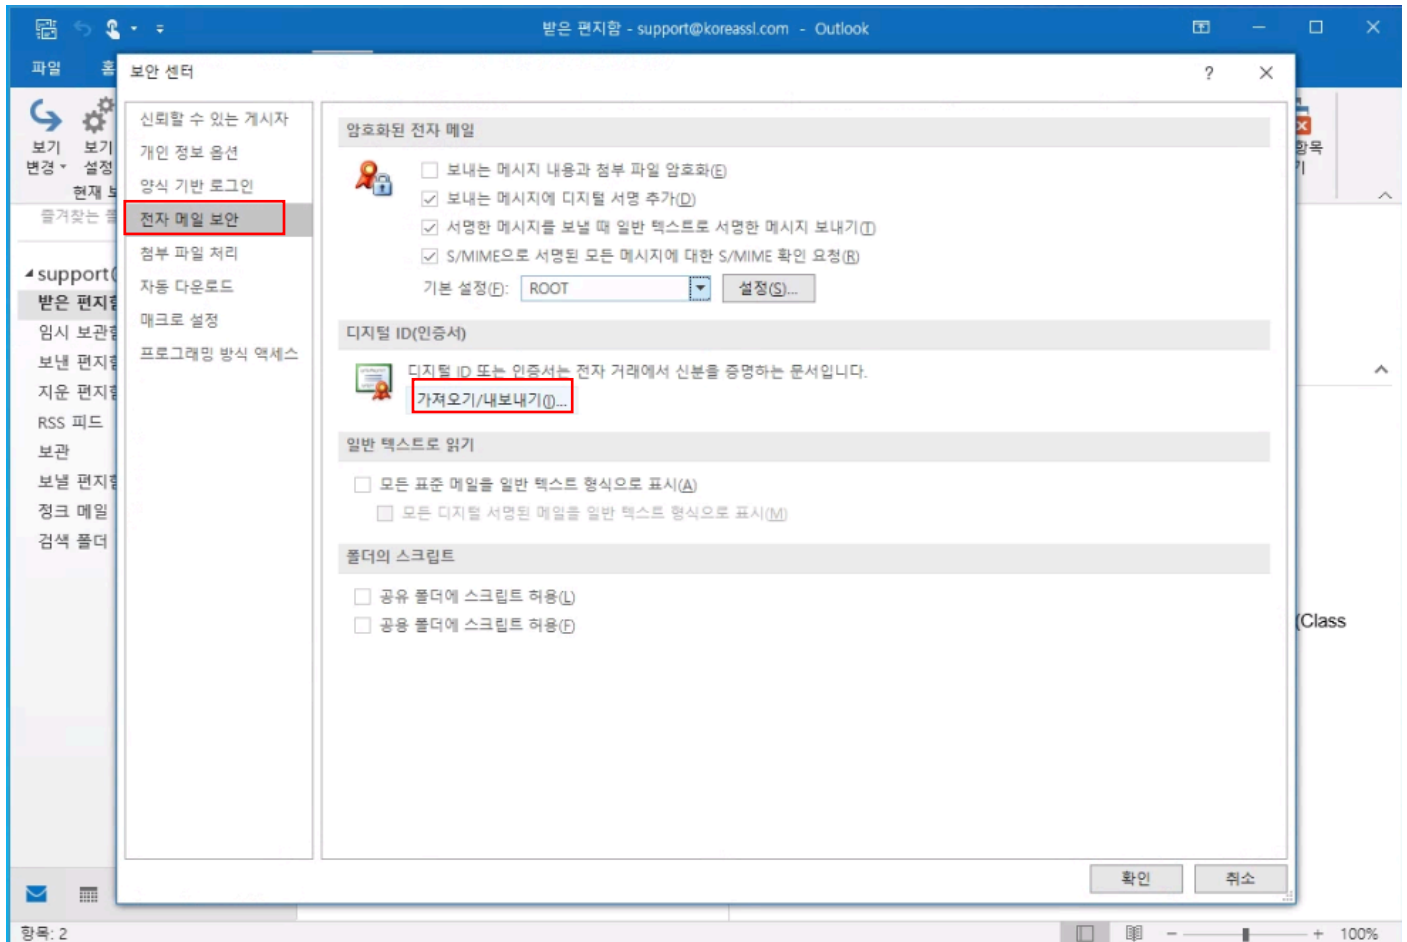 받은 편지함 - support@koreassl.com - Outlook
파일
홈
보기
변경
보기
설정
현재
즐겨찾는
support(
받은 편지함
임시 보관함
보낸 편지함
지운 편지함
RSS 피드
보관
보낼 편지함
정크 메일
검색 폴더
보안 센터
?
신뢰할 수 있는 게시자
개인 정보 옵션
양식 기반 로그인
전자 메일 보안
첨부 파일 처리
자동 다운로드
매크로 설정
프로그래밍 방식 액세스
암호화된 전자 메일
보내는 메시지 내용과 첨부 파일 암호화(E)
보내는 메시지에 디지털 서명 추가(D)
서명한 메시지를 보낼 때 일반 텍스트로 서명한 메시지 보내기(T)
S/MIME으로 서명된 모든 메시지에 대한 S/MIME 확인 요청(R)
기본 설정(F): ROOT 설정(S)...
디지털 ID(인증서)
디지털 ID 또는 인증서는 전자 거래에서 신분을 증명하는 문서입니다.
가져오기/내보내기(I)...
일반 텍스트로 읽기
모든 표준 메일을 일반 텍스트 형식으로 표시(A)
모든 디지털 서명된 메일을 일반 텍스트 형식으로 표시(M)
폴더의 스크립트
공유 폴더에 스크립트 허용(L)
공용 폴더에 스크립트 허용(F)
확인 취소
항목
기
(Class
항목: 2
100%